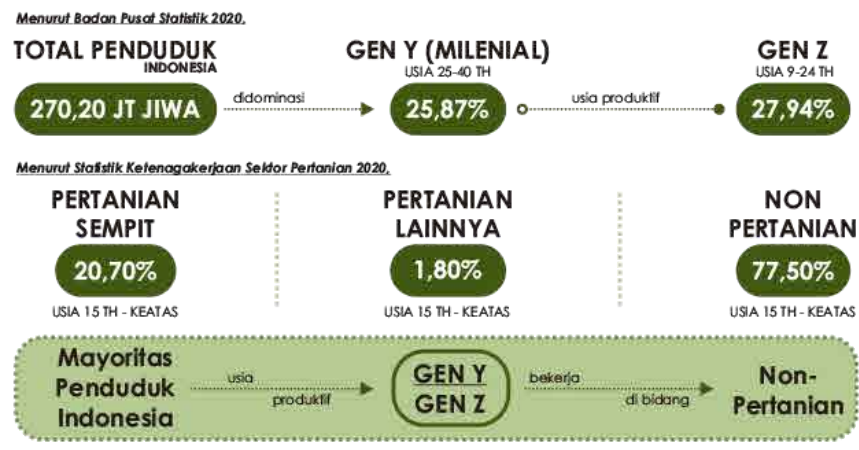 Menurut Badan Pusat Statistik 2020,
TOTAL PENDUDUK
INDONESIA
270,20 JT JIWA
didominasi
GEN Y (MILENIAL)
USIA 25-40 TH
25,87%
usia produktif
GEN Z
USIA 9-24 TH
27,94%
Menurut Statistik Ketenagakerjaan Sektor Pertanian 2020,
PERTANIAN
SEMPIT
20,70%
USIA 15 TH - KEATAS
PERTANIAN
LAINNYA
1,80%
USIA 15 TH - KEATAS
NON
PERTANIAN
77,50%
USIA 15 TH - KEATAS
Mayoritas
Penduduk
Indonesia
usia
produktif
GEN Y
GEN Z
bekerja
di bidang
Non-
Pertanian